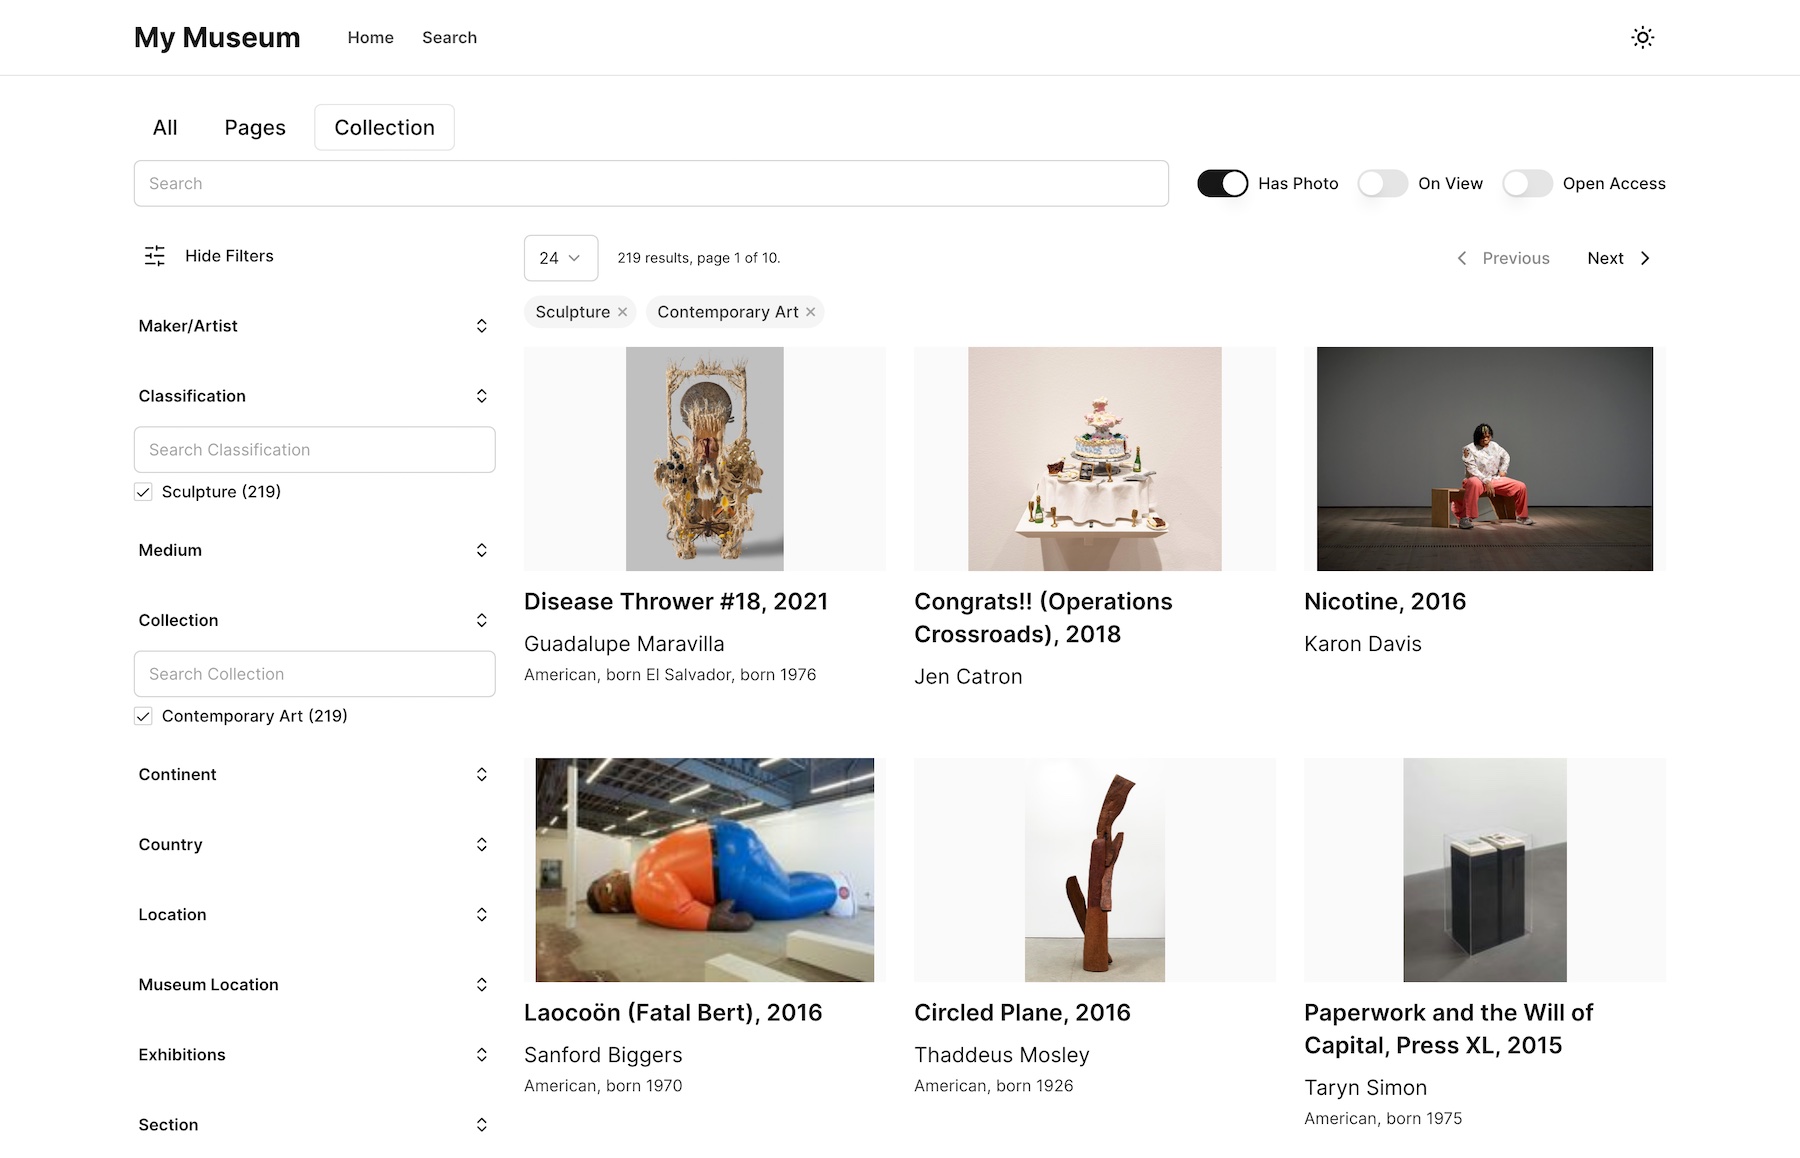 My Museum
Home
Search
All
Pages
Collection
Search
Has Photo
On View
Open Access
Hide Filters
24
219 results, page 1 of 10.
Previous
Next
Sculpture
Contemporary Art
Maker/Artist
Classification
Search Classification
Sculpture (219)
Medium
Collection
Search Collection
Contemporary Art (219)
Continent
Country
Location
Museum Location
Exhibitions
Section
Disease Thrower #18, 2021
Guadalupe Maravilla
American, born El Salvador, born 1976
Congrats!! (Operations
Crossroads), 2018
Jen Catron
Nicotine, 2016
Karon Davis
Laocoön (Fatal Bert), 2016
Sanford Biggers
American, born 1970
Circled Plane, 2016
Thaddeus Mosley
American, born 1926
Paperwork and the Will of
Capital, Press XL, 2015
Taryn Simon
American, born 1975